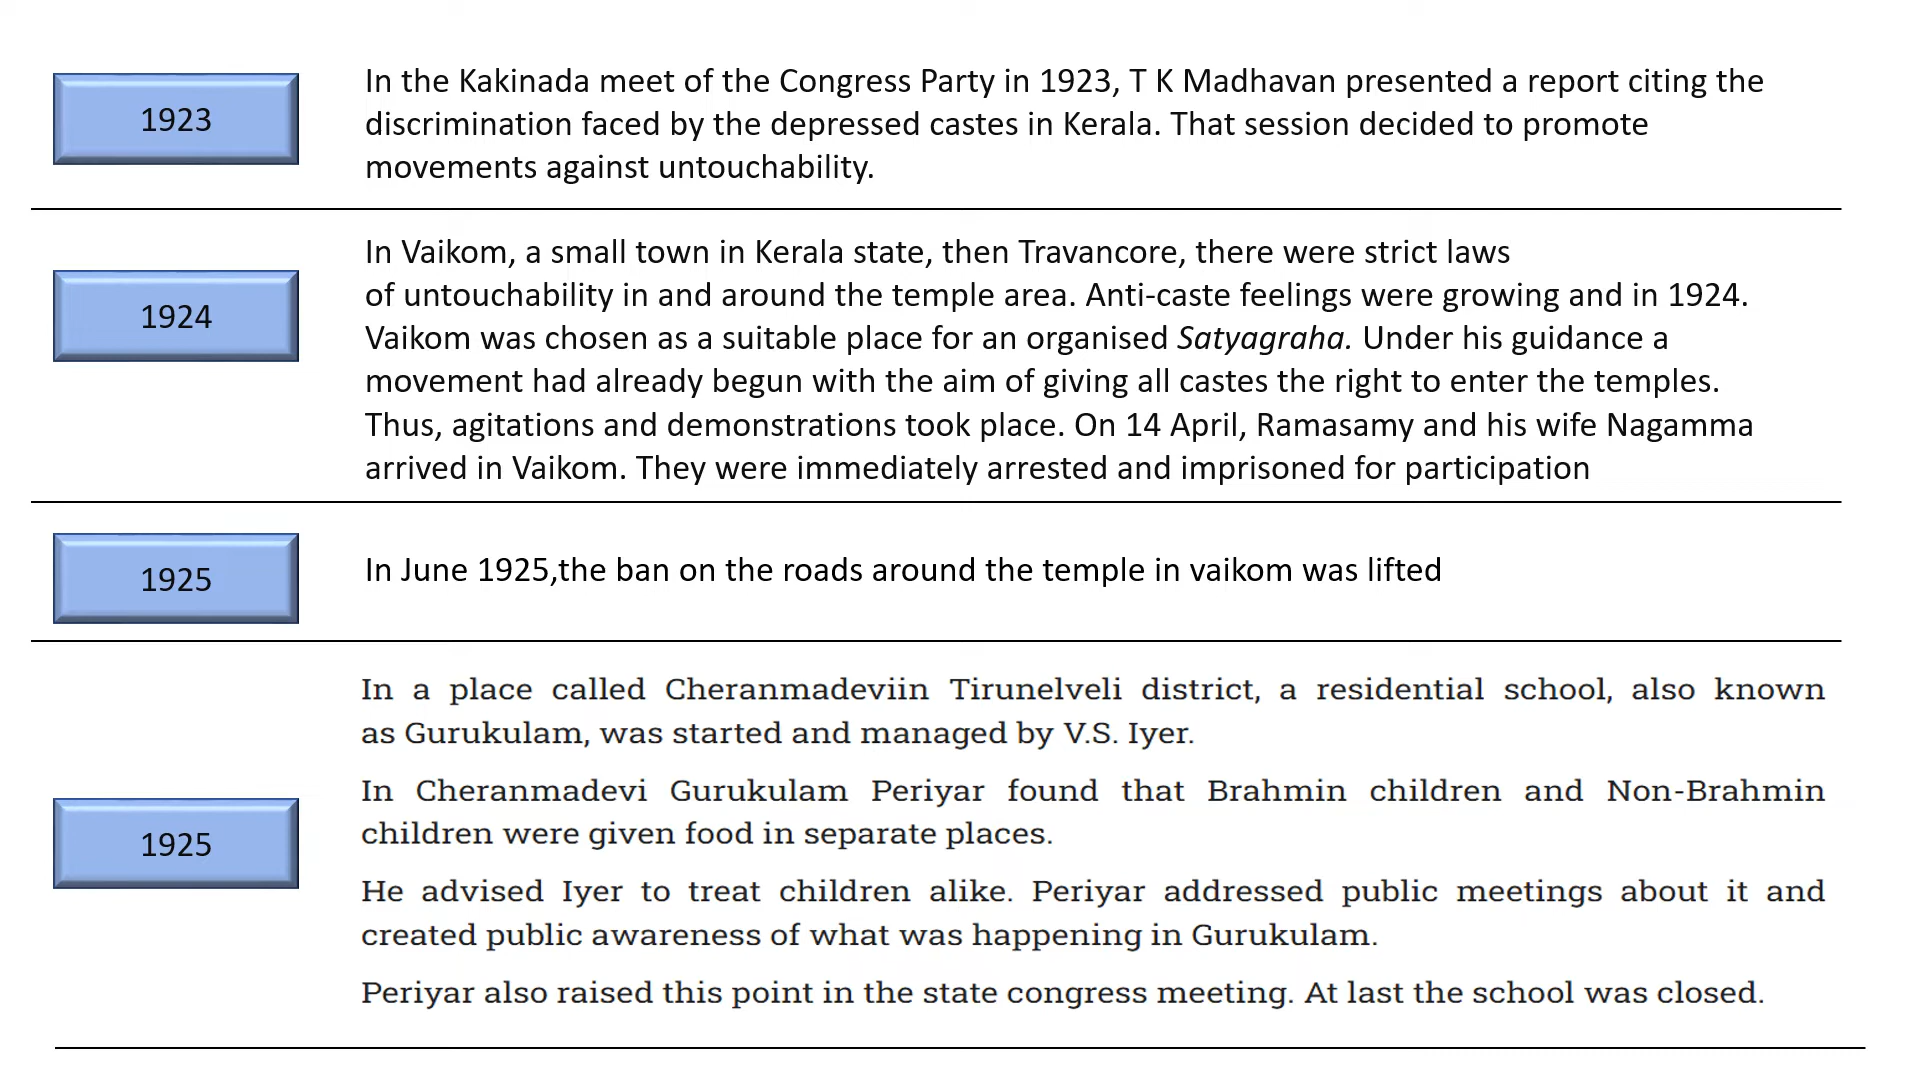 1923
In the Kakinada meet of the Congress Party in 1923, T K Madhavan presented a report citing the
discrimination faced by the depressed castes in Kerala. That session decided to promote
movements against untouchability.
1924
In Vaikom, a small town in Kerala state, then Travancore, there were strict laws
of untouchability in and around the temple area. Anti-caste feelings were growing and in 1924.
Vaikom was chosen as a suitable place for an organised Satyagraha. Under his guidance a
movement had already begun with the aim of giving all castes the right to enter the temples.
Thus, agitations and demonstrations took place. On 14 April, Ramasamy and his wife Nagamma
arrived in Vaikom. They were immediately arrested and imprisoned for participation
1925
In June 1925,the ban on the roads around the temple in vaikom was lifted
1925
In a place called Cheranmadeviin Tirunelveli district, a residential school, also known
as Gurukulam, was started and managed by V.S. Iyer.
In Cheranmadevi Gurukulam Periyar found that Brahmin children and Non-Brahmin
children were given food in separate places.
He advised Iyer to treat children alike. Periyar addressed public meetings about it and
created public awareness of what was happening in Gurukulam.
Periyar also raised this point in the state congress meeting. At last the school was closed.